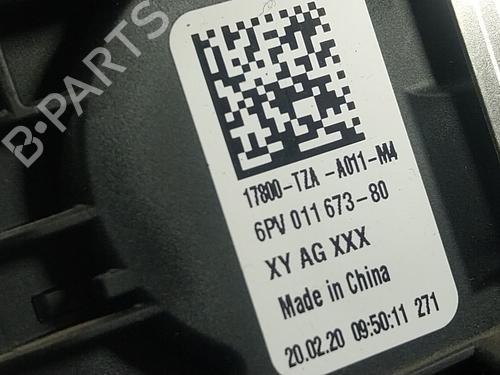 B-PARTS
17800-TZA -A011-M4
6PV 011 673-80
XY AG XXX
Made in China
20.02.20 09:50:11 271